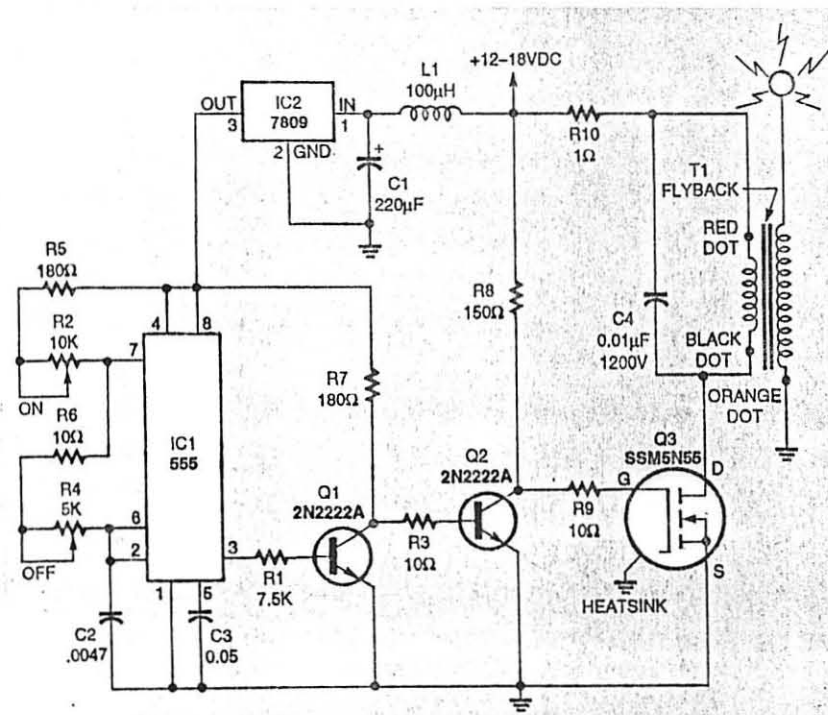 +12–18VDC
L1
100µH
OUT
3
IC2
7809
IN
1
2
GND
+
C1
220µF
R10
1Ω
T1
FLYBACK
RED
DOT
R5
180Ω
R2
10K
ON
R6
10Ω
R4
5K
OFF
4
8
7
6
2
3
1
5
IC1
555
R7
180Ω
R8
150Ω
C4
0.01µF
1200V
BLACK
DOT
ORANGE
DOT
Q1
2N2222A
Q2
2N2222A
Q3
SSM5N55
G
D
S
R1
7.5K
R3
10Ω
R9
10Ω
HEATSINK
C2
.0047
C3
0.05